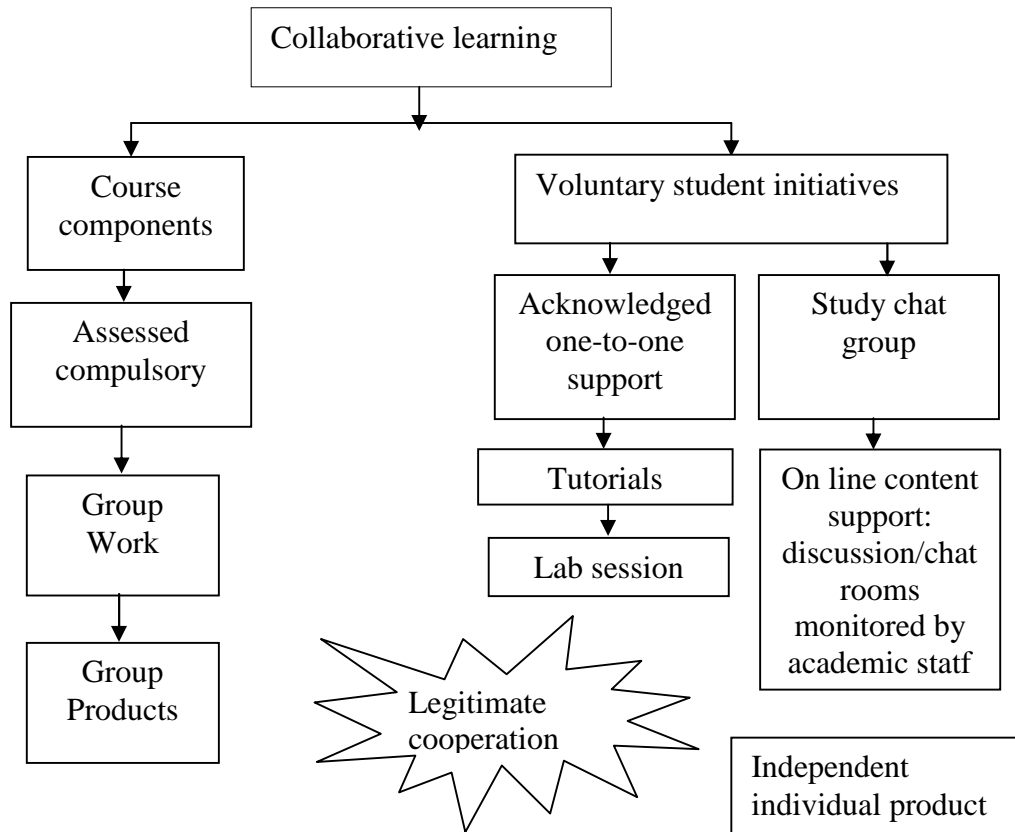 Collaborative learning
Course
components
Voluntary student initiatives
Assessed
compulsory
Acknowledged
one-to-one
support
Study chat
group
Group
Work
Tutorials
Lab session
On line content
support:
discussion/chat
rooms
monitored by
academic statf
Group
Products
Legitimate
cooperation
Independent
individual product